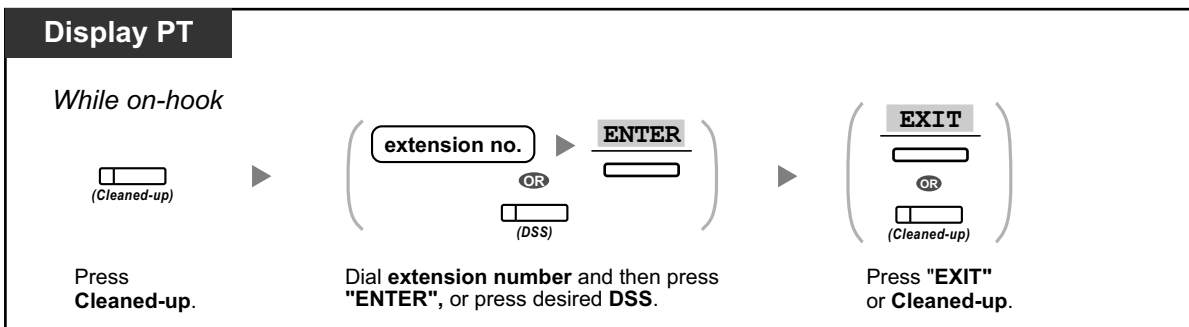 Display PT
While on-hook
(Cleaned-up)
extension no.
ENTER
OR
(DSS)
EXIT
OR
(Cleaned-up)
Press
Cleaned-up.
Dial extension number and then press
"ENTER", or press desired DSS.
Press "EXIT"
or Cleaned-up.